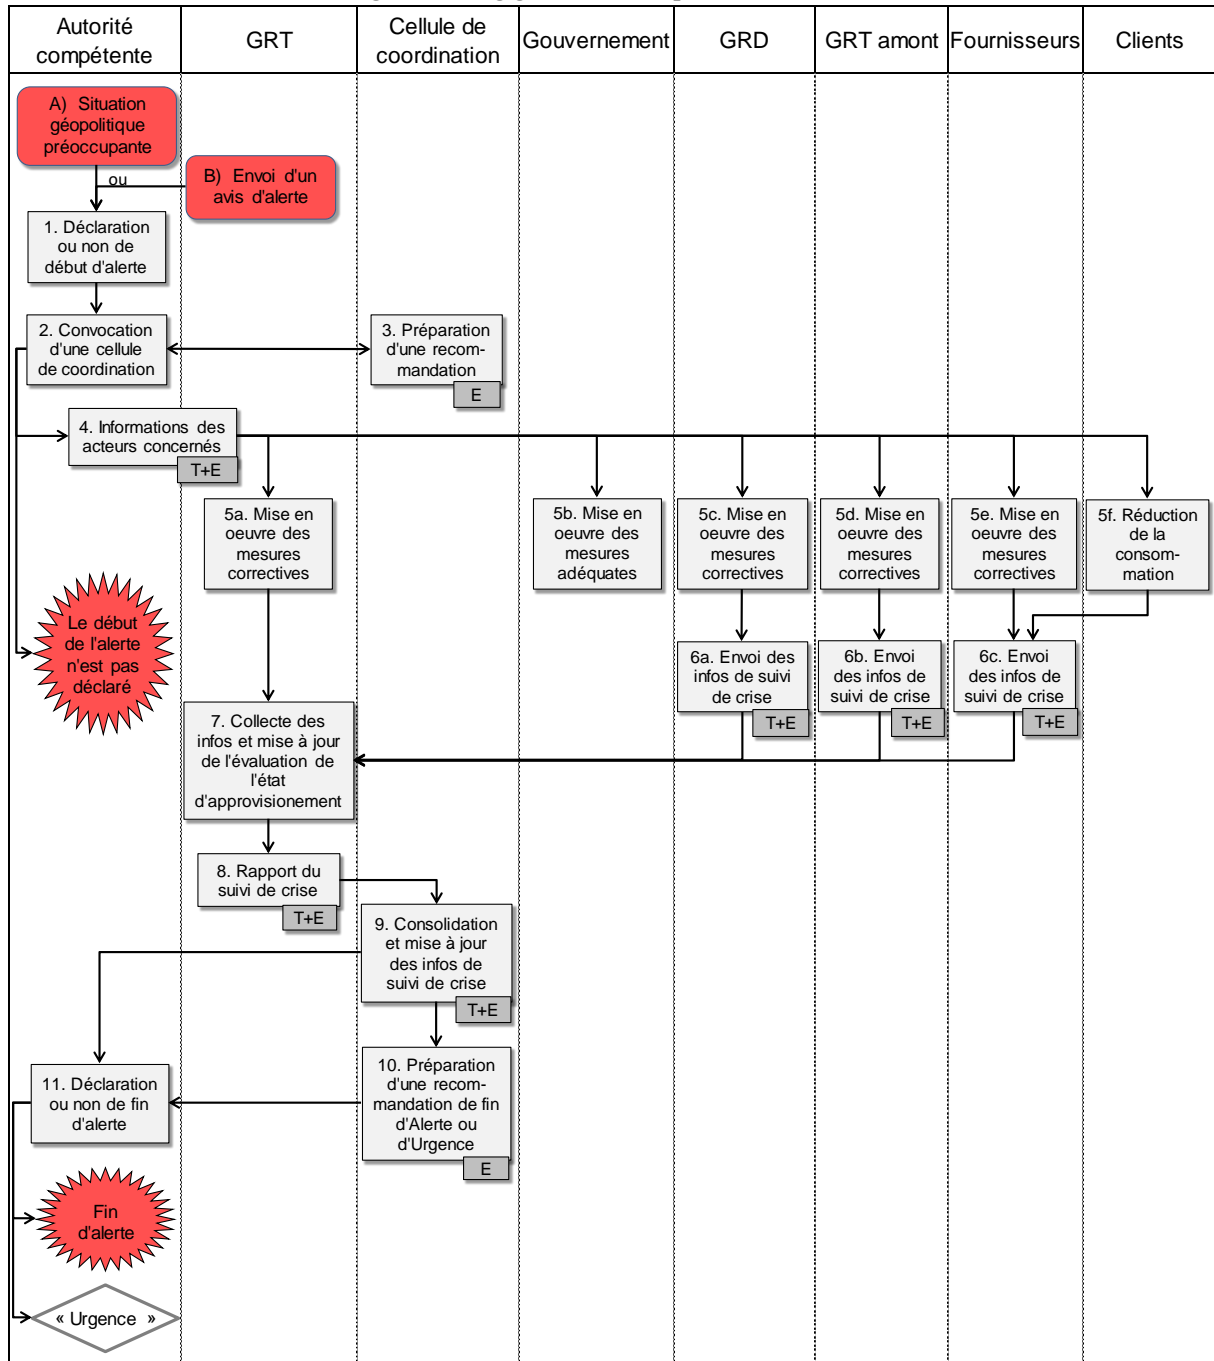 Autorité
compétente
GRT
Cellule de
coordination
Gouvernement
GRD
GRT amont
Fournisseurs
Clients
A) Situation
géopolitique
préoccupante
ou
B) Envoi d'un
avis d'alerte
1. Déclaration
ou non de
début d'alerte
2. Convocation
d'une cellule
de coordination
3. Préparation
d'une recom-
mandation
E
4. Informations des
acteurs concernés
T+E
5a. Mise en
oeuvre des
mesures
correctives
5b. Mise en
oeuvre des
mesures
adéquates
5c. Mise en
oeuvre des
mesures
correctives
5d. Mise en
oeuvre des
mesures
correctives
5e. Mise en
oeuvre des
mesures
correctives
5f. Réduction
de la
consom-
mation
Le début
de l'alerte
n'est pas
déclaré
6a. Envoi des
infos de suivi
de crise
T+E
6b. Envoi
des infos de
suivi de crise
T+E
6c. Envoi
des infos de
suivi de crise
T+E
7. Collecte des
infos et mise à jour
de l'évaluation de
l'état
d'approvisionement
8. Rapport du
suivi de crise
T+E
9. Consolidation
et mise à jour
des infos de
suivi de crise
T+E
10. Préparation
d'une recom-
mandation de fin
d'Alerte ou
d'Urgence
E
11. Déclaration
ou non de fin
d'alerte
Fin
d'alerte
« Urgence »